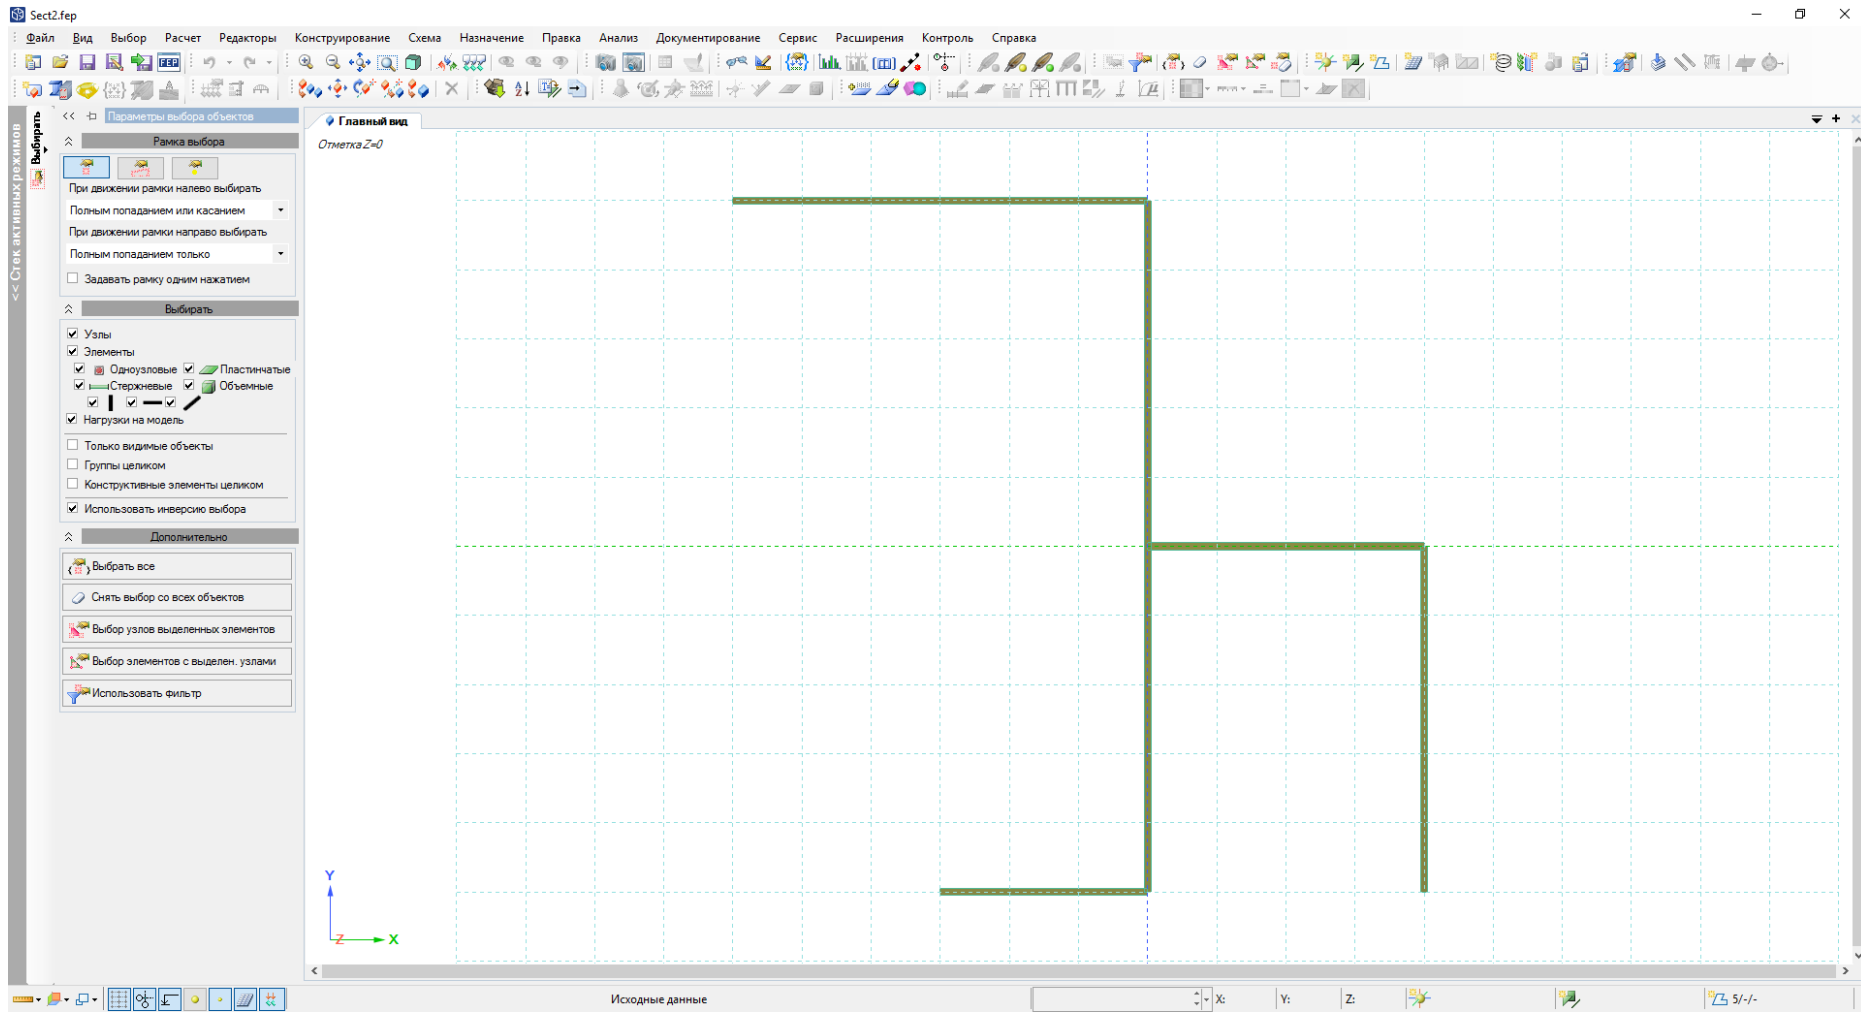 Sect2.fep
Файл Вид Выбор Расчет Редакторы Конструирование Схема Назначение Правка Анализ Документирование Сервис Расширения Контроль Справка
FEP
<< Стек активных режимов
Выбирать
Параметры выбора объектов
Рамка выбора
При движении рамки налево выбирать
Полным попаданием или касанием
При движении рамки направо выбирать
Полным попаданием только
Задавать рамку одним нажатием
Выбирать
Узлы
Элементы
Одноузловые Пластинчатые
Стержневые Объемные
Нагрузки на модель
Только видимые объекты
Группы целиком
Конструктивные элементы целиком
Использовать инверсию выбора
Дополнительно
Выбрать все
Снять выбор со всех объектов
Выбор узлов выделенных элементов
Выбор элементов с выделен. узлами
Использовать фильтр
Главный вид
Отметка Z=0
Y
Z X
Исходные данные X: Y: Z: 5/-/-